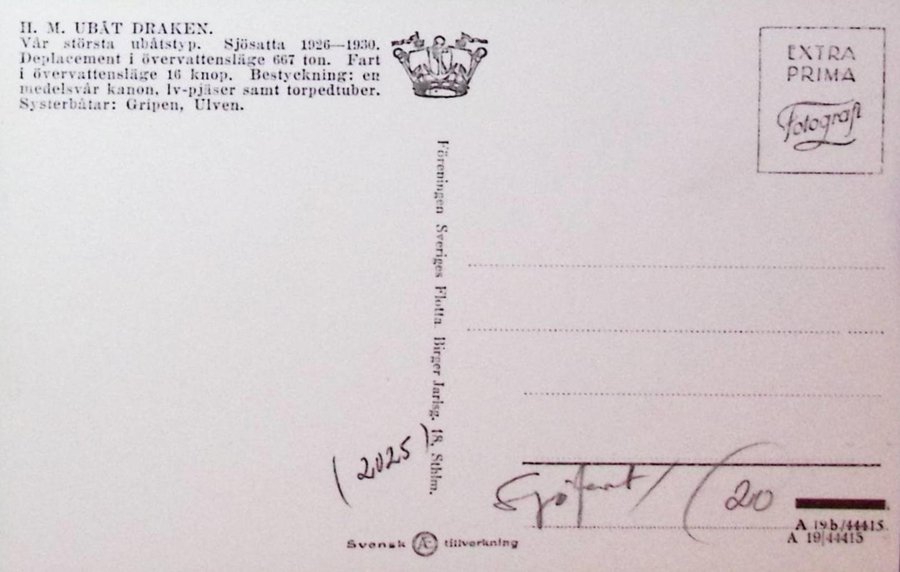 H. M. UBÅT DRAKEN.
Vår största ubåtstyp. Sjösatta 1926—1930.
Deplacement i övervattensläge 667 ton. Fart
i övervattensläge 16 knop. Bestyckning: en
medelsvår kanon, lv-pjäser samt torpedtuber.
Systerbåtar: Gripen, Ulven.
EXTRA
PRIMA
Fotografi
Föreningen Sveriges Flotta Birger Jarlsg. 18, Sthlm.
(2025)
Sjöfart / (20
A 19b/44415
A 19/44415
Svensk Æ tillverkning